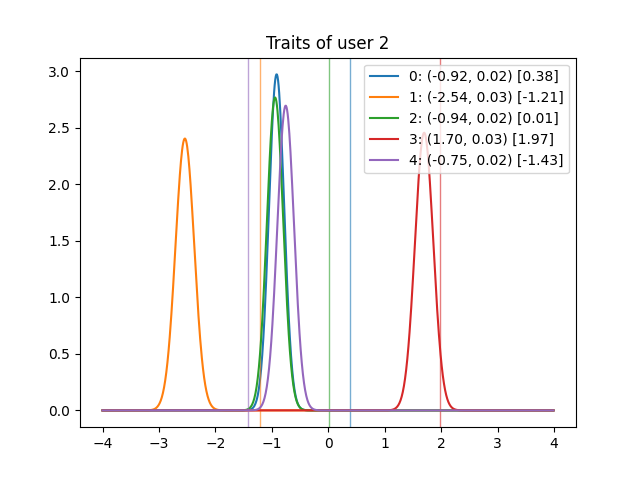 Traits of user 2
0: (-0.92, 0.02) [0.38]
1: (-2.54, 0.03) [-1.21]
2: (-0.94, 0.02) [0.01]
3: (1.70, 0.03) [1.97]
4: (-0.75, 0.02) [-1.43]
3.0
2.5
2.0
1.5
1.0
0.5
0.0
−4 −3 −2 −1 0 1 2 3 4